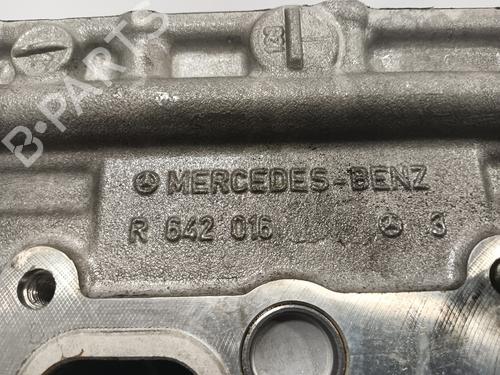 B-PARTS
MERCEDES-BENZ
R 642 016 3